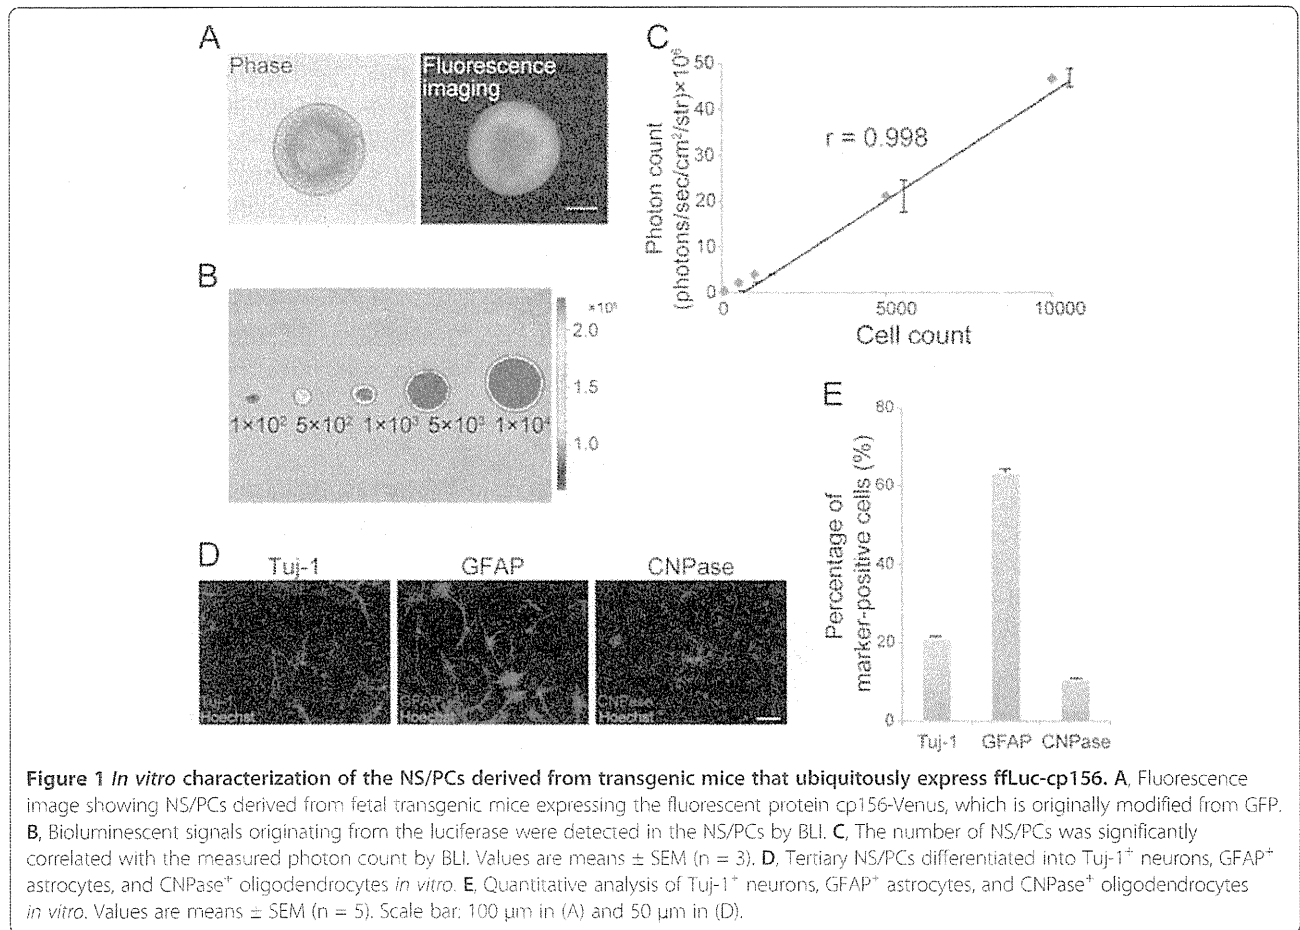 A
Phase
Fluorescence
imaging
B
×10⁶
2.0
1.5
1.0
1×10² 5×10² 1×10³ 5×10³ 1×10⁴
C
Photon count
(photons/sec/cm²/str)×10⁶
50
40
30
20
10
0
r = 0.998
0 5000 10000
Cell count
D
Tuj-1 GFAP CNPase
Hoechst Hoechst Hoechst
E
Percentage of
marker-positive cells (%)
80
60
40
20
0
Tuj-1 GFAP CNPase
Figure 1 In vitro characterization of the NS/PCs derived from transgenic mice that ubiquitously express ffLuc-cp156. A, Fluorescence
image showing NS/PCs derived from fetal transgenic mice expressing the fluorescent protein cp156-Venus, which is originally modified from GFP.
B, Bioluminescent signals originating from the luciferase were detected in the NS/PCs by BLI. C, The number of NS/PCs was significantly
correlated with the measured photon count by BLI. Values are means ± SEM (n = 3). D, Tertiary NS/PCs differentiated into Tuj-1⁺ neurons, GFAP⁺
astrocytes, and CNPase⁺ oligodendrocytes in vitro. E, Quantitative analysis of Tuj-1⁺ neurons, GFAP⁺ astrocytes, and CNPase⁺ oligodendrocytes
in vitro. Values are means ± SEM (n = 5). Scale bar: 100 μm in (A) and 50 μm in (D).